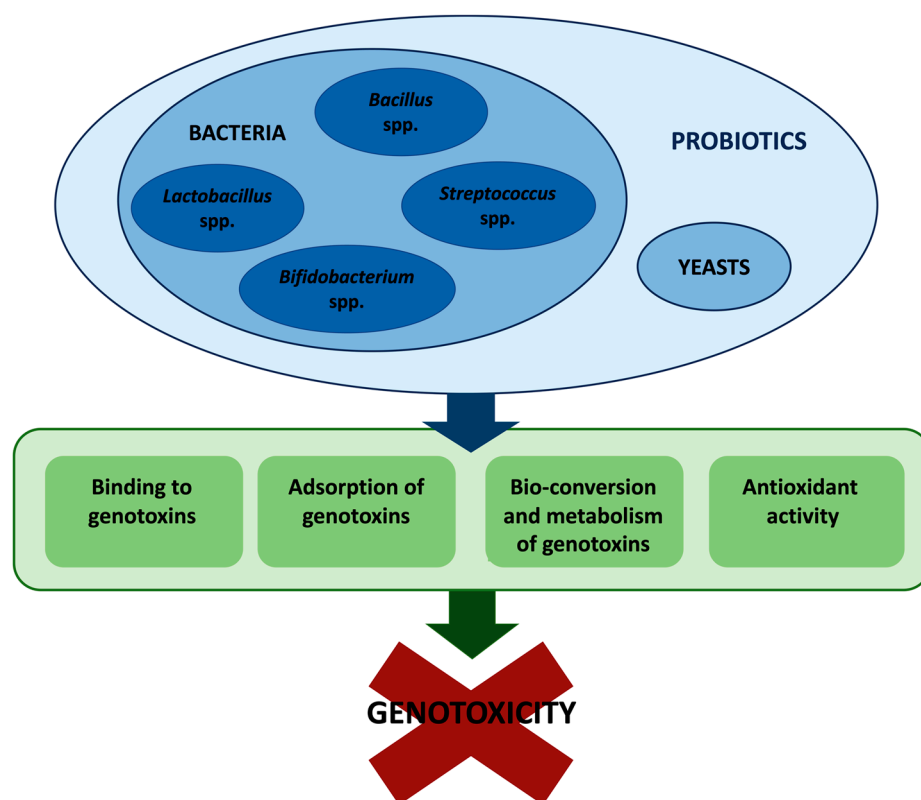 Bacillus
spp.
BACTERIA
PROBIOTICS
Lactobacillus
spp.
Streptococcus
spp.
Bifidobacterium
spp.
YEASTS
Binding to
genotoxins
Adsorption of
genotoxins
Bio-conversion
and metabolism
of genotoxins
Antioxidant
activity
GENOTOXICITY